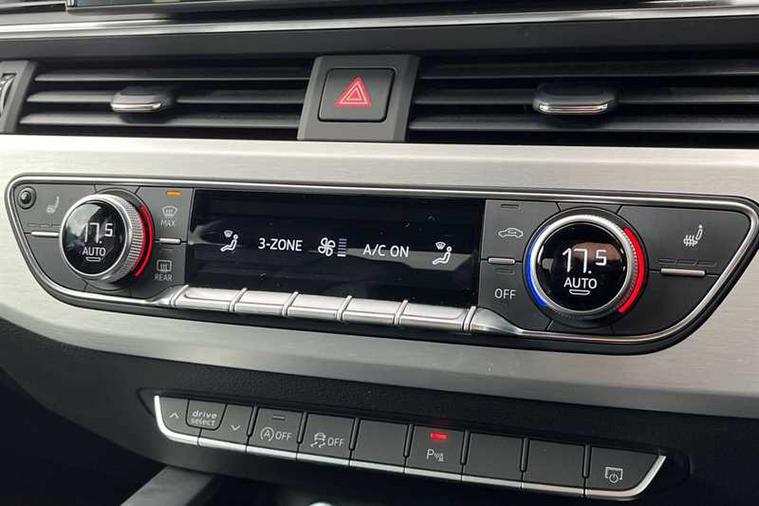 17.5
AUTO
MAX
REAR
3-ZONE
A/C ON
OFF
17.5
AUTO
drive
select
A OFF
OFF
P